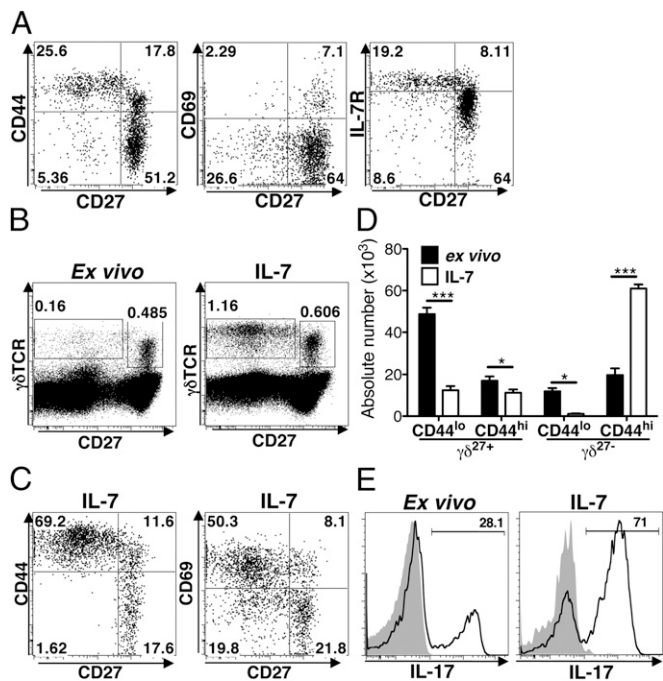 A
25.6 17.8
CD44
5.36 51.2
CD27
2.29 7.1
CD69
26.6 64
CD27
19.2 8.11
IL-7R
8.6 64
CD27
B
Ex vivo
0.16 0.485
γδTCR
CD27
IL-7
1.16 0.606
γδTCR
CD27
D
ex vivo
IL-7
Absolute number (x10³)
80
60
40
20
0
*** * * ***
CD44lo CD44hi CD44lo CD44hi
γδ27+ γδ27-
C
IL-7
69.2 11.6
CD44
1.62 17.6
CD27
IL-7
50.3 8.1
CD69
19.8 21.8
CD27
E
Ex vivo
28.1
IL-17
IL-7
71
IL-17